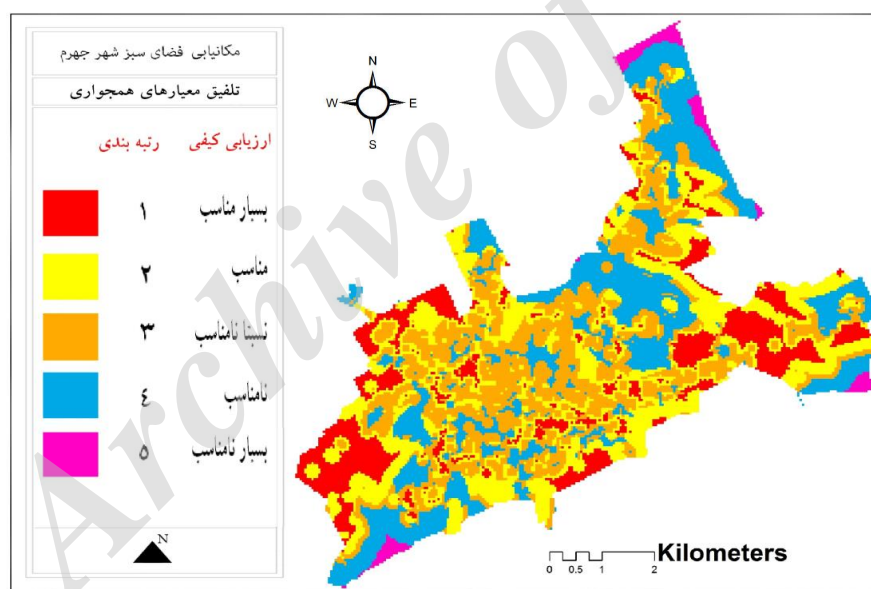 مکانیابی فضای سبز شهر جهرم
تلفیق معیارهای همجواری
ارزیابی کیفی رتبه بندی
بسیار مناسب ۱
مناسب ۲
نسبتا نامناسب ۳
نامناسب ٤
بسیار نامناسب ۵
N
N
W E
S
Kilometers
0 0.5 1 2
Archive of